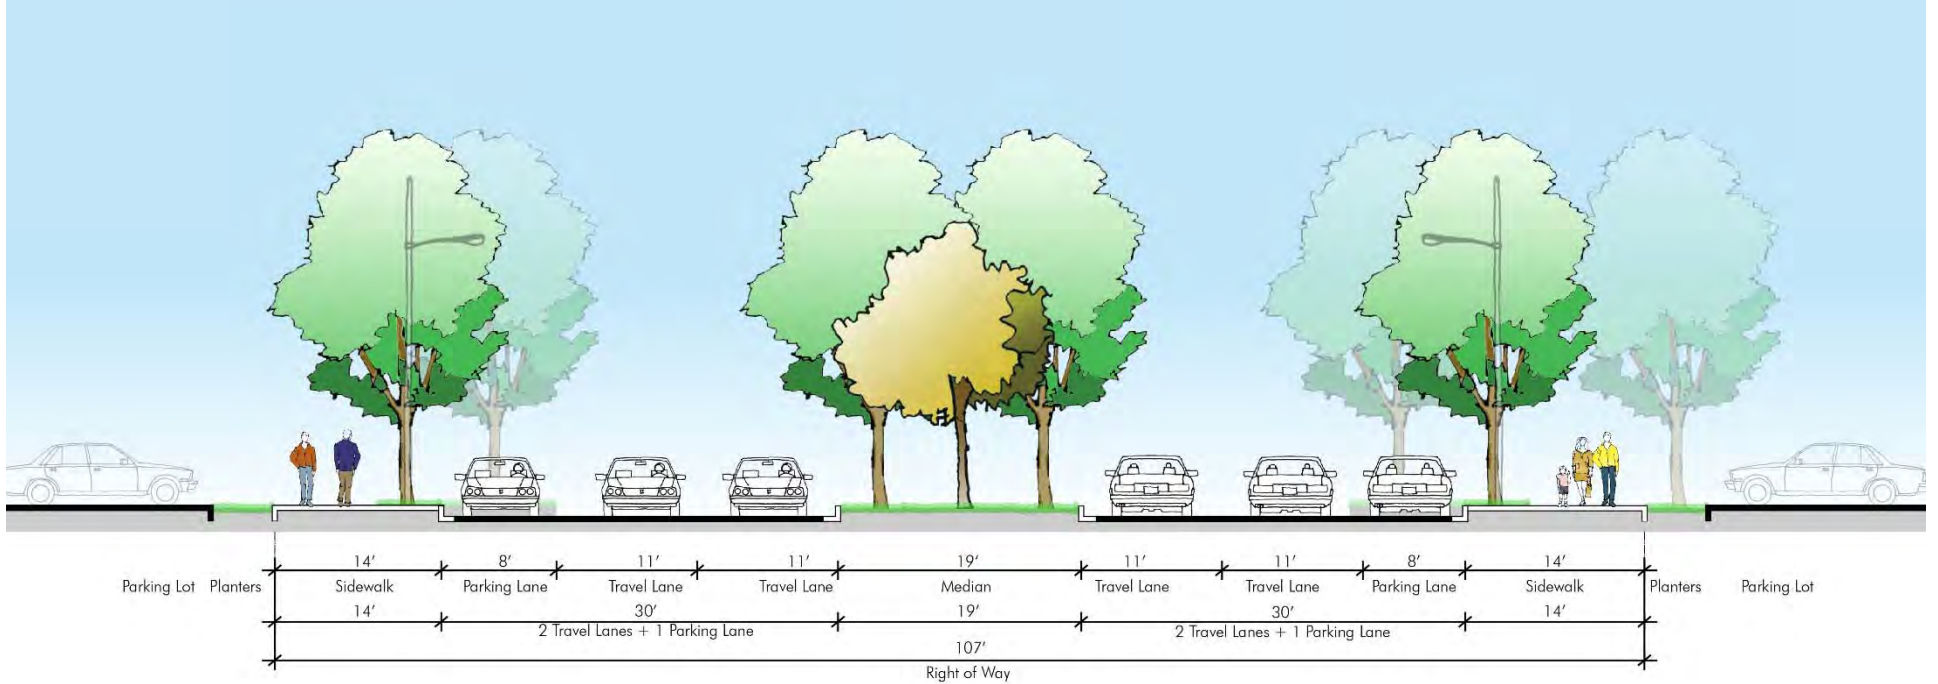 14′ 8′ 11′ 11′ 19′ 11′ 11′ 8′ 14′
Parking Lot Planters Sidewalk Parking Lane Travel Lane Travel Lane Median Travel Lane Travel Lane Parking Lane Sidewalk Planters Parking Lot
14′ 30′ 19′ 30′ 14′
2 Travel Lanes + 1 Parking Lane 2 Travel Lanes + 1 Parking Lane
107′
Right of Way